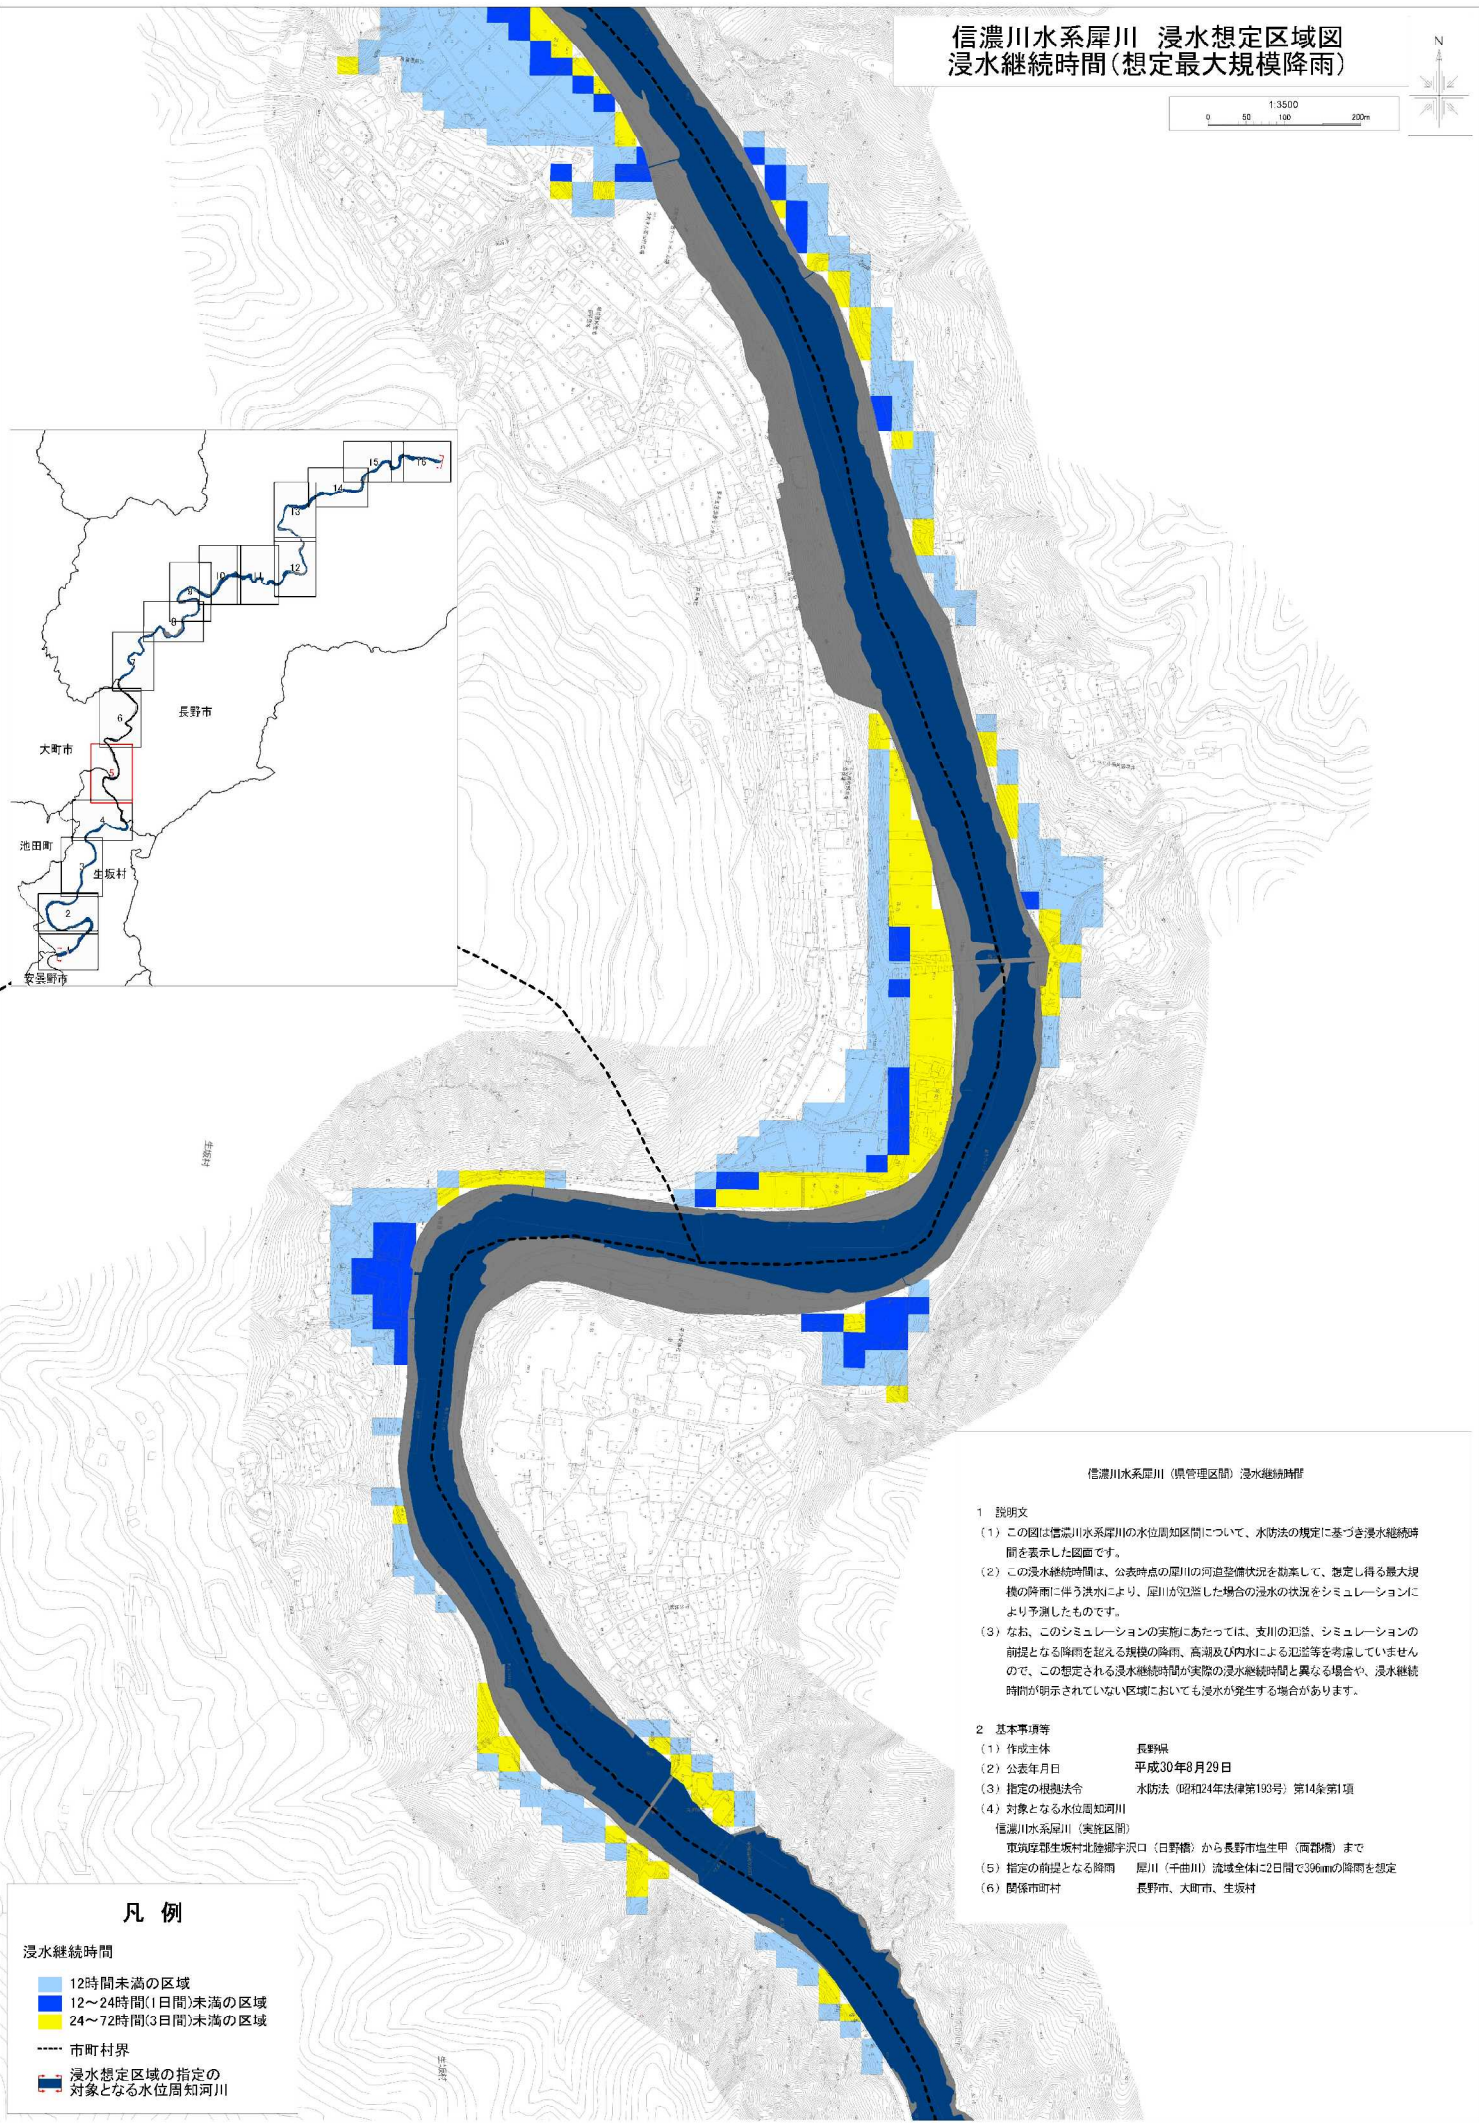 信濃川水系犀川 浸水想定区域図
浸水継続時間(想定最大規模降雨)
N
1:3500
0 50 100 200m
15
16
14
13
12
11
10
9
8
7
6
長野市
大町市
5
4
池田町
3
生坂村
2
1
安曇野市
生坂村
信濃川水系犀川(県管理区間)浸水継続時間
1 説明文
(1)この図は信濃川水系犀川の水位周知区間について、水防法の規定に基づき浸水継続時
間を表示した図面です。
(2)この浸水継続時間は、公表時点の犀川の河道整備状況を勘案して、想定し得る最大規
模の降雨に伴う洪水により、犀川が氾濫した場合の浸水の状況をシミュレーションに
より予測したものです。
(3)なお、このシミュレーションの実施にあたっては、支川の氾濫、シミュレーションの
前提となる降雨を超える規模の降雨、高潮及び内水による氾濫等を考慮していません
ので、この想定される浸水継続時間が実際の浸水継続時間と異なる場合や、浸水継続
時間が明示されていない区域においても浸水が発生する場合があります。
2 基本事項等
(1)作成主体 長野県
(2)公表年月日 平成30年8月29日
(3)指定の根拠法令 水防法(昭和24年法律第193号)第14条第1項
(4)対象となる水位周知河川
信濃川水系犀川(実施区間)
東筑摩郡生坂村北陸郷字沢口(日野橋)から長野市塩生甲(両郡橋)まで
(5)指定の前提となる降雨 犀川(千曲川)流域全体に2日間で396mmの降雨を想定
(6)関係市町村 長野市、大町市、生坂村
凡例
浸水継続時間
12時間未満の区域
12～24時間(1日間)未満の区域
24～72時間(3日間)未満の区域
市町村界
浸水想定区域の指定の
対象となる水位周知河川
生坂村